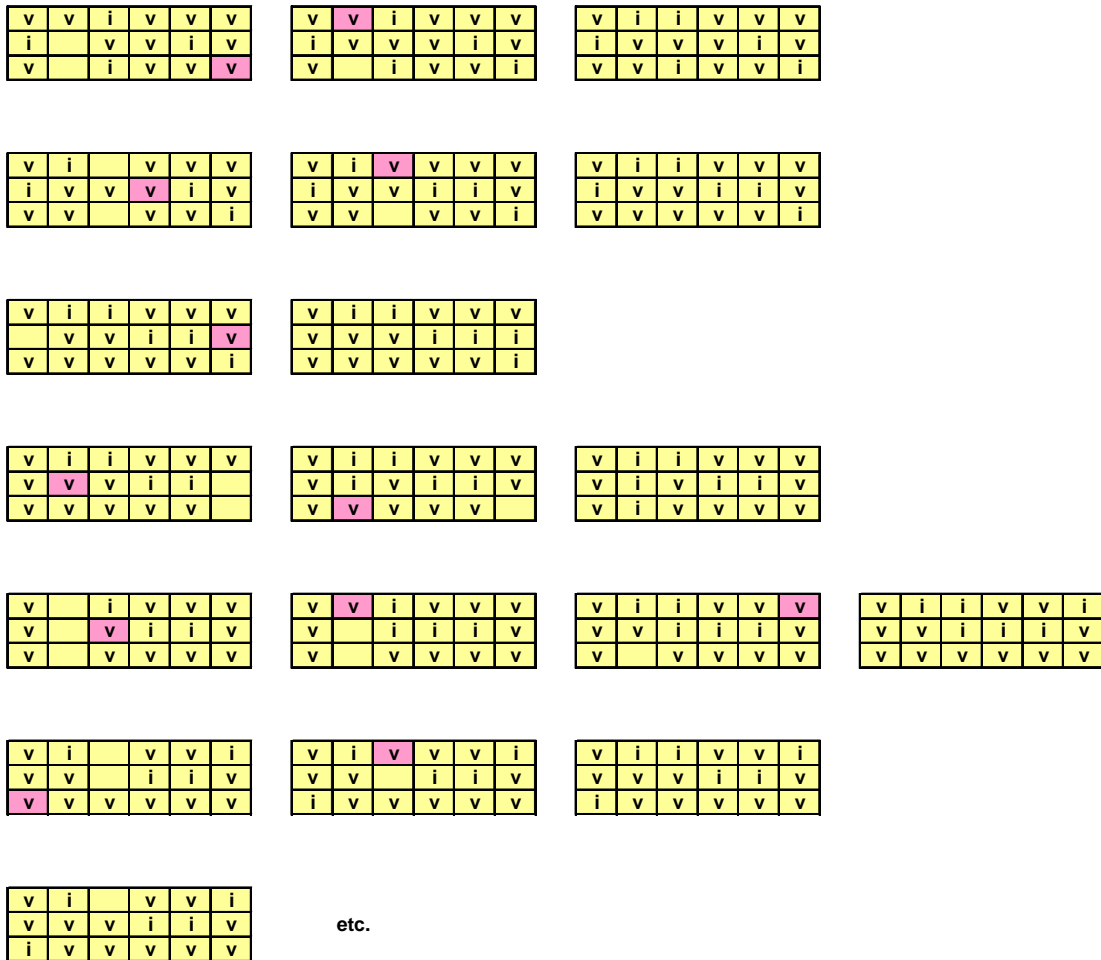 v v i v v v v v i v v v v i i v v v
i v v i v i v v v i v i v v v i v
v i v v v v i v v i v v i v v i
v i v v v v i v v v v v i i v v v
i v v v i v i v v i i v i v v i i v
v v v v i v v v v i v v v v v i
v i i v v v v i i v v v
v v i i v v v v i i i
v v v v v i v v v v v i
v i i v v v v i i v v v v i i v v v
v v v i i v i v i i v v i v i i v
v v v v v v v v v v v i v v v v
v i v v v v v i v v v v i i v v v v i i v v i
v v i i v v i i i v v v i i i v v v i i i v
v v v v v v v v v v v v v v v v v v v v v
v i v v i v i v v v i v i i v v i
v v i i v v v i i v v v v i i v
v v v v v v i v v v v v i v v v v v
v i v v i
v v v i i v etc.
i v v v v v